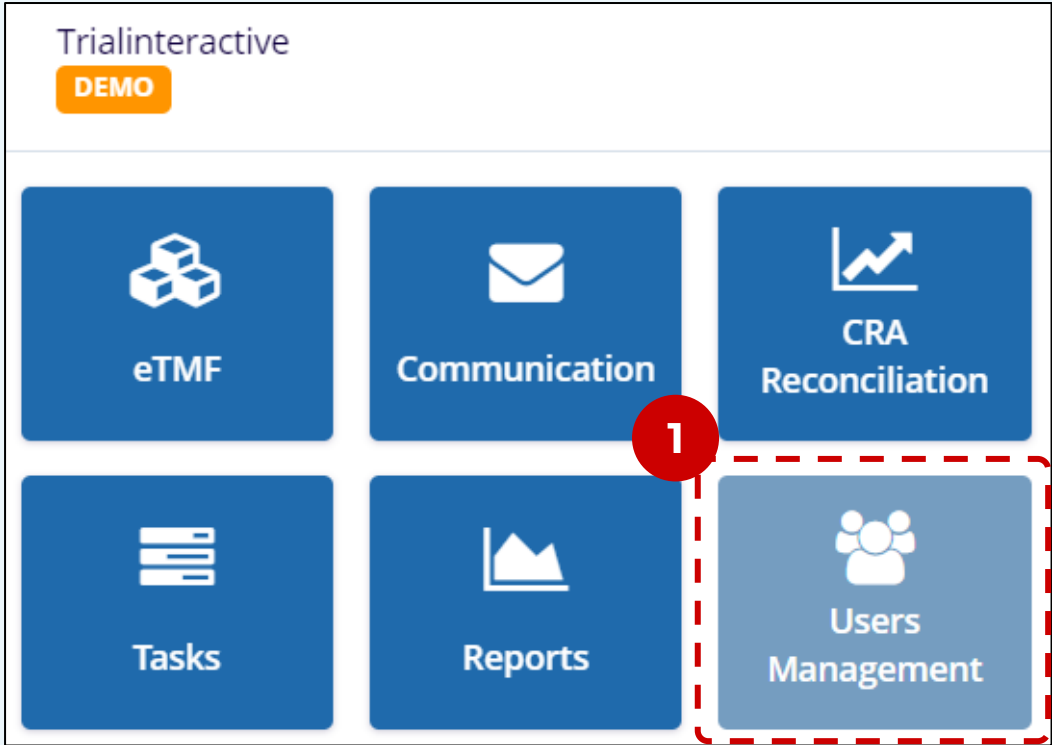 Trialinteractive
DEMO
eTMF
Communication
CRA
Reconciliation
1
Tasks
Reports
Users
Management